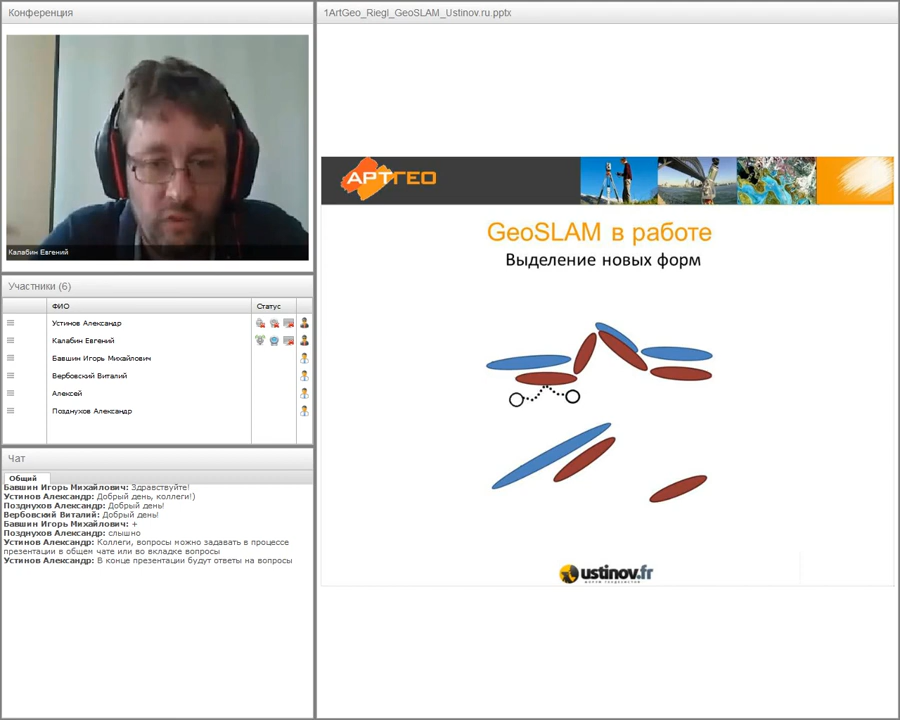 Конференция
Калабин Евгений
Участники (6)
ФИО
Статус
Устинов Александр
Калабин Евгений
Бавшин Игорь Михайлович
Вербовский Виталий
Алексей
Позднухов Александр
Чат
Общий
Бавшин Игорь Михайлович: Здравствуйте!
Устинов Александр: Добрый день, коллеги!)
Позднухов Александр: Добрый день!
Вербовский Виталий: Добрый день!
Бавшин Игорь Михайлович: +
Позднухов Александр: слышно
Устинов Александр: Коллеги, вопросы можно задавать в процессе
презентации в общем чате или во вкладке вопросы
Устинов Александр: В конце презентации будут ответы на вопросы
1ArtGeo_Riegl_GeoSLAM_Ustinov.ru.pptx
АРТГЕО
GeoSLAM в работе
Выделение новых форм
ustinov.fr